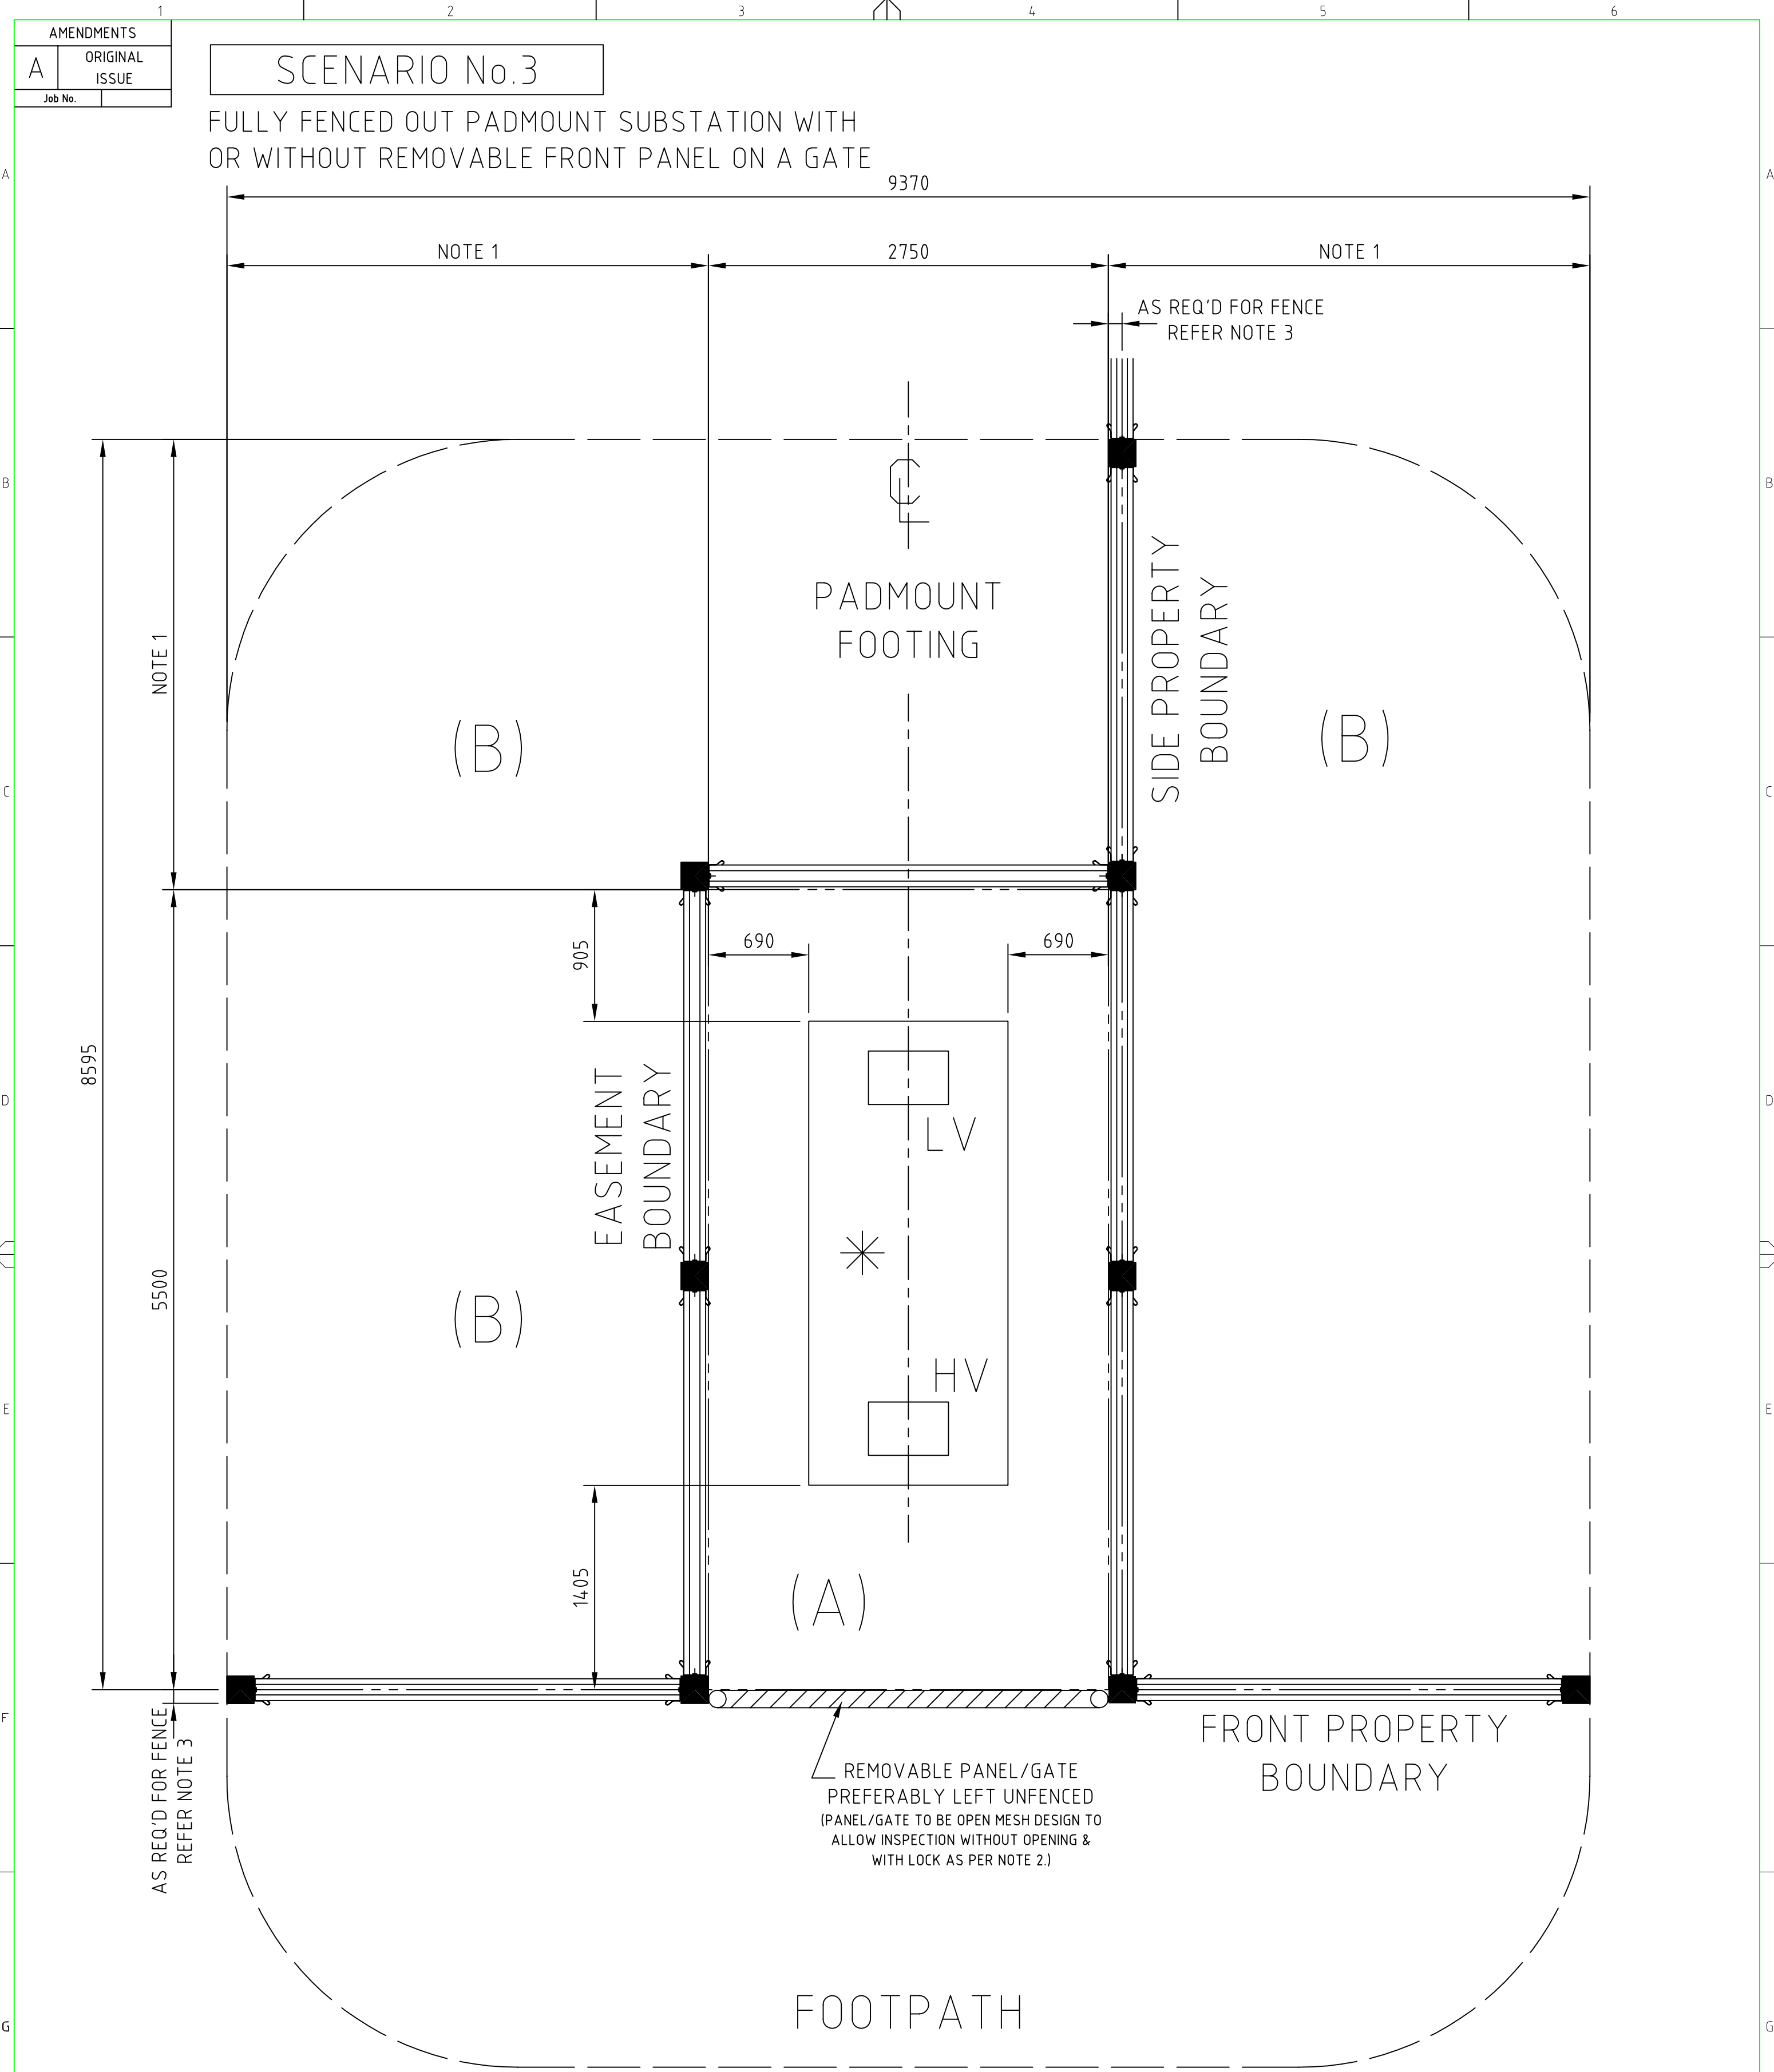 1 2 3 4 5 6
AMENDMENTS
A ORIGINAL
ISSUE
Job No.
SCENARIO No.3
FULLY FENCED OUT PADMOUNT SUBSTATION WITH
OR WITHOUT REMOVABLE FRONT PANEL ON A GATE
A A
9370
NOTE 1 2750 NOTE 1
AS REQ'D FOR FENCE
REFER NOTE 3
B B
PADMOUNT
FOOTING
SIDE PROPERTY
BOUNDARY
NOTE 1
(B) (B)
C C
905
690 690
8595
EASEMENT
BOUNDARY
D D
LV
5500
(B)
HV
E E
1405
(A)
F
FRONT PROPERTY
BOUNDARY
AS REQ'D FOR FENCE
REFER NOTE 3
REMOVABLE PANEL/GATE
PREFERABLY LEFT UNFENCED
(PANEL/GATE TO BE OPEN MESH DESIGN TO
ALLOW INSPECTION WITHOUT OPENING &
WITH LOCK AS PER NOTE 2.)
F
FOOTPATH
G G